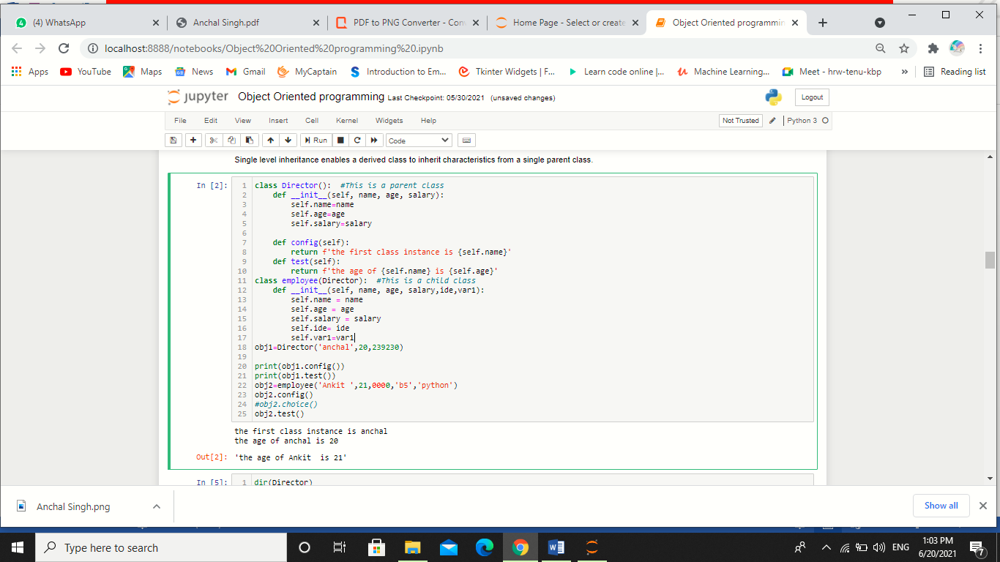 (4) WhatsApp
Anchal Singh.pdf
PDF to PNG Converter - Con
Home Page - Select or create
Object Oriented programmin
localhost:8888/notebooks/Object%20Oriented%20programming%20.ipynb
Apps
YouTube
Maps
News
Gmail
MyCaptain
Introduction to Em...
Tkinter Widgets | F...
Learn code online |...
Machine Learning...
Meet - hrw-tenu-kbp
»
Reading list
jupyter
Object Oriented programming Last Checkpoint: 05/30/2021 (unsaved changes)
Logout
File
Edit
View
Insert
Cell
Kernel
Widgets
Help
Not Trusted
Python 3
Run
Code
Single level inheritance enables a derived class to inherit characteristics from a single parent class.
In [2]:
1 class Director():  #This is a parent class
2     def __init__(self, name, age, salary):
3         self.name=name
4         self.age=age
5         self.salary=salary
6
7     def config(self):
8         return f'the first class instance is {self.name}'
9     def test(self):
10         return f'the age of {self.name} is {self.age}'
11 class employee(Director):  #This is a child class
12     def __init__(self, name, age, salary,ide,var1):
13         self.name = name
14         self.age = age
15         self.salary = salary
16         self.ide= ide
17         self.var1=var1
18 obj1=Director('anchal',20,239230)
19
20 print(obj1.config())
21 print(obj1.test())
22 obj2=employee('Ankit ',21,0000,'b5','python')
23 obj2.config()
24 #obj2.choice()
25 obj2.test()
the first class instance is anchal
the age of anchal is 20
Out[2]: 'the age of Ankit  is 21'
In [5]: 1 dir(Director)
Anchal Singh.png
Show all
Type here to search
ENG
1:03 PM
6/20/2021
7